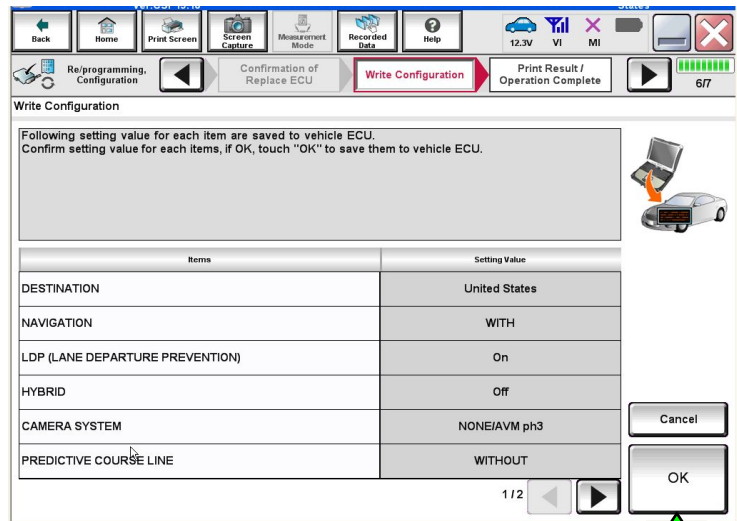 Back
Home
Print Screen
Screen
Capture
Measurement
Mode
Recorded
Data
Help
12.3V
VI
MI
Re/programming,
Configuration
Confirmation of
Replace ECU
Write Configuration
Print Result /
Operation Complete
6/7
Write Configuration
Following setting value for each item are saved to vehicle ECU.
Confirm setting value for each items, if OK, touch "OK" to save them to vehicle ECU.
Items Setting Value
DESTINATION United States
NAVIGATION WITH
LDP (LANE DEPARTURE PREVENTION) On
HYBRID Off
CAMERA SYSTEM NONE/AVM ph3
PREDICTIVE COURSE LINE WITHOUT
Cancel
OK
1/2